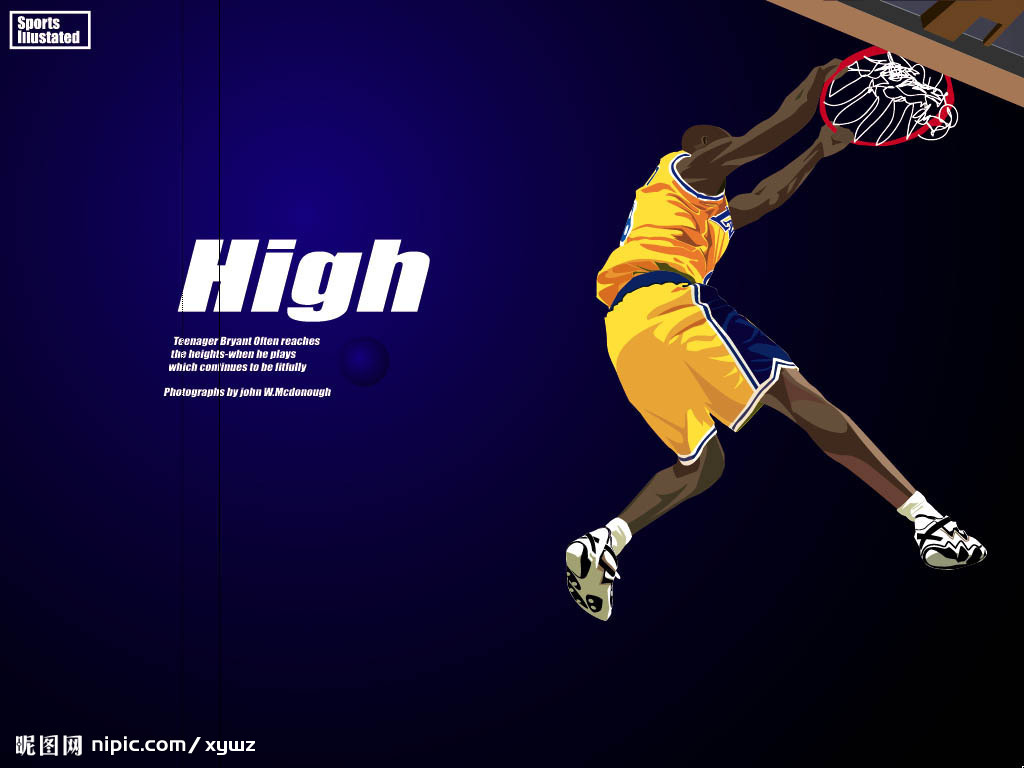 Sports
Illustated
High
Teenager Bryant Often reaches
the heights-when he plays
which continues to be fitfully
Photographs by john W.Mcdonough
昵图网 nipic.com/xywz